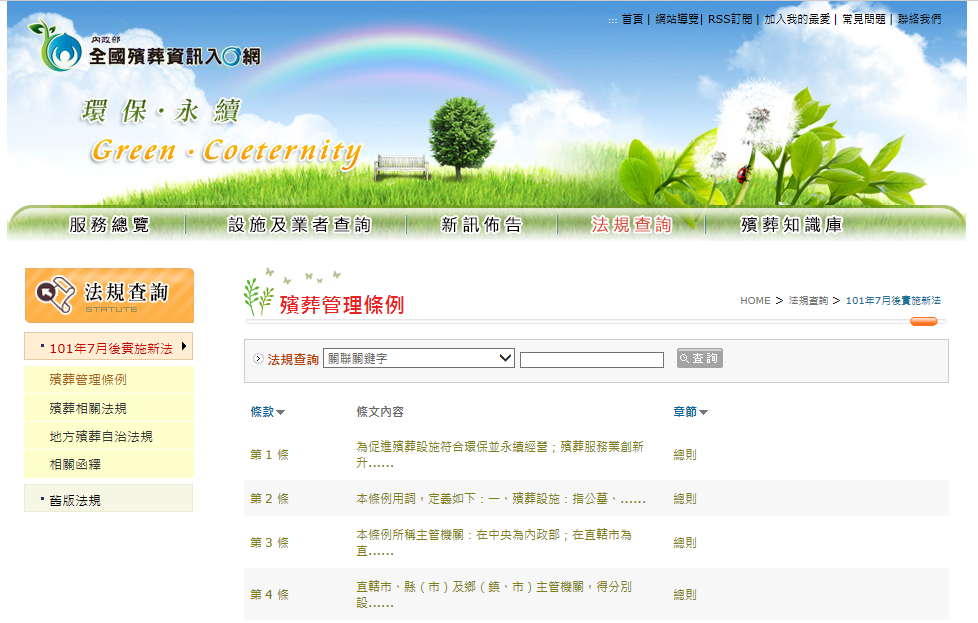 ::: 首頁 | 網站導覽 | RSS訂閱 | 加入我的最愛 | 常見問題 | 聯絡我們
內政部
全國殯葬資訊入口網
環保·永續
Green · Coeternity
服務總覽 設施及業者查詢 新訊佈告 法規查詢 殯葬知識庫
法規查詢
STATUTE
101年7月後實施新法
殯葬管理條例
殯葬相關法規
地方殯葬自治法規
相關函釋
舊版法規
殯葬管理條例
HOME > 法規查詢 > 101年7月後實施新法
法規查詢 關聯關鍵字 查詢
條款 條文內容 章節
第 1 條 為促進殯葬設施符合環保並永續經營；殯葬服務業創新 總則
升......
第 2 條 本條例用詞，定義如下：一、殯葬設施：指公墓、...... 總則
第 3 條 本條例所稱主管機關：在中央為內政部；在直轄市為 總則
直......
第 4 條 直轄市、縣（市）及鄉（鎮、市）主管機關，得分別 總則
設......